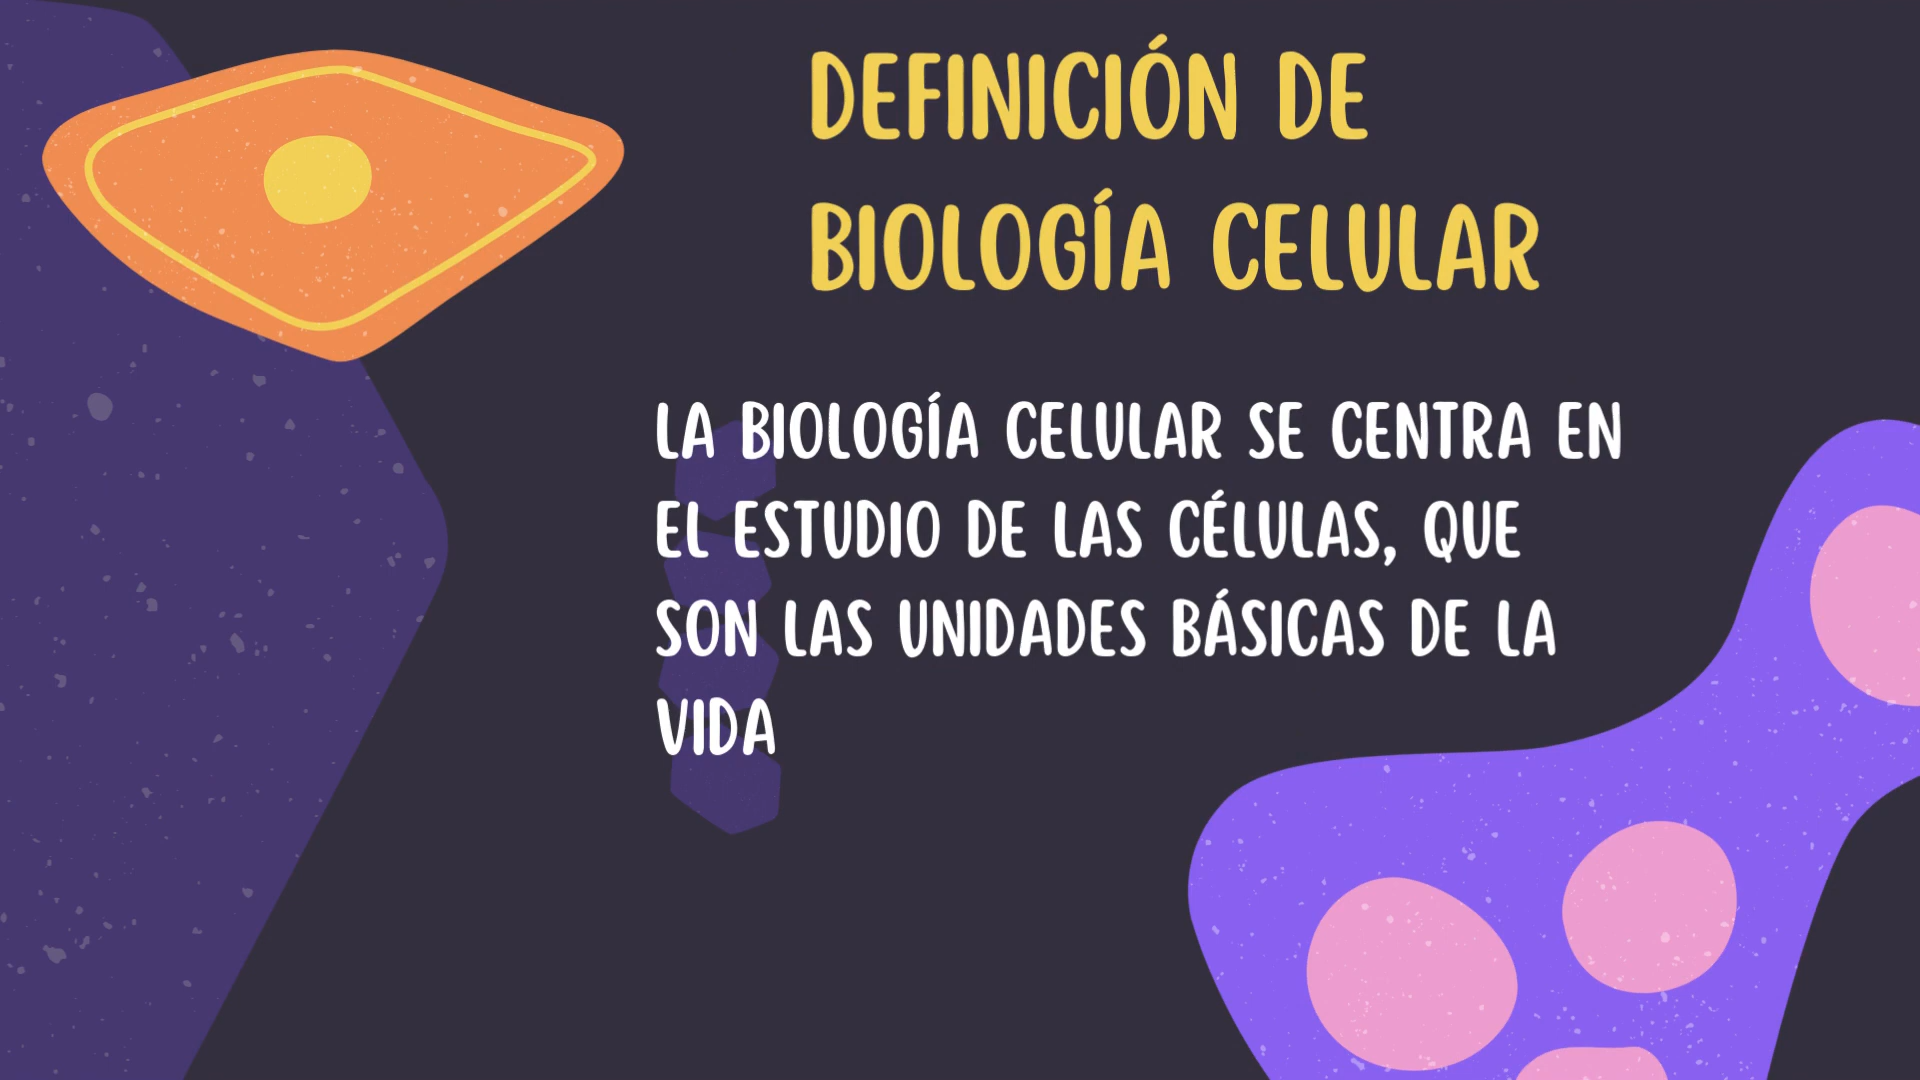 DEFINICIÓN DE
BIOLOGÍA CELULAR
LA BIOLOGÍA CELULAR SE CENTRA EN
EL ESTUDIO DE LAS CÉLULAS, QUE
SON LAS UNIDADES BÁSICAS DE LA
VIDA